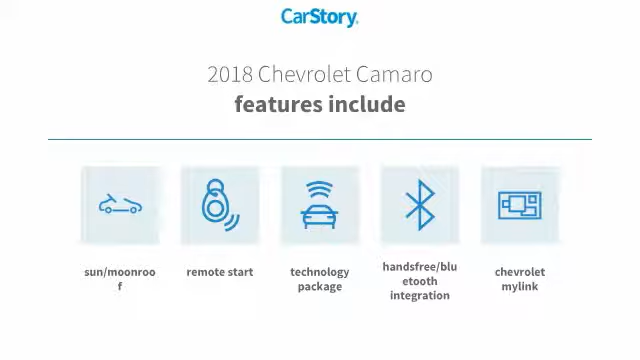 CarStory.
2018 Chevrolet Camaro
features include
sun/moonroo
f
remote start
technology
package
handsfree/blu
etooth
integration
chevrolet
mylink